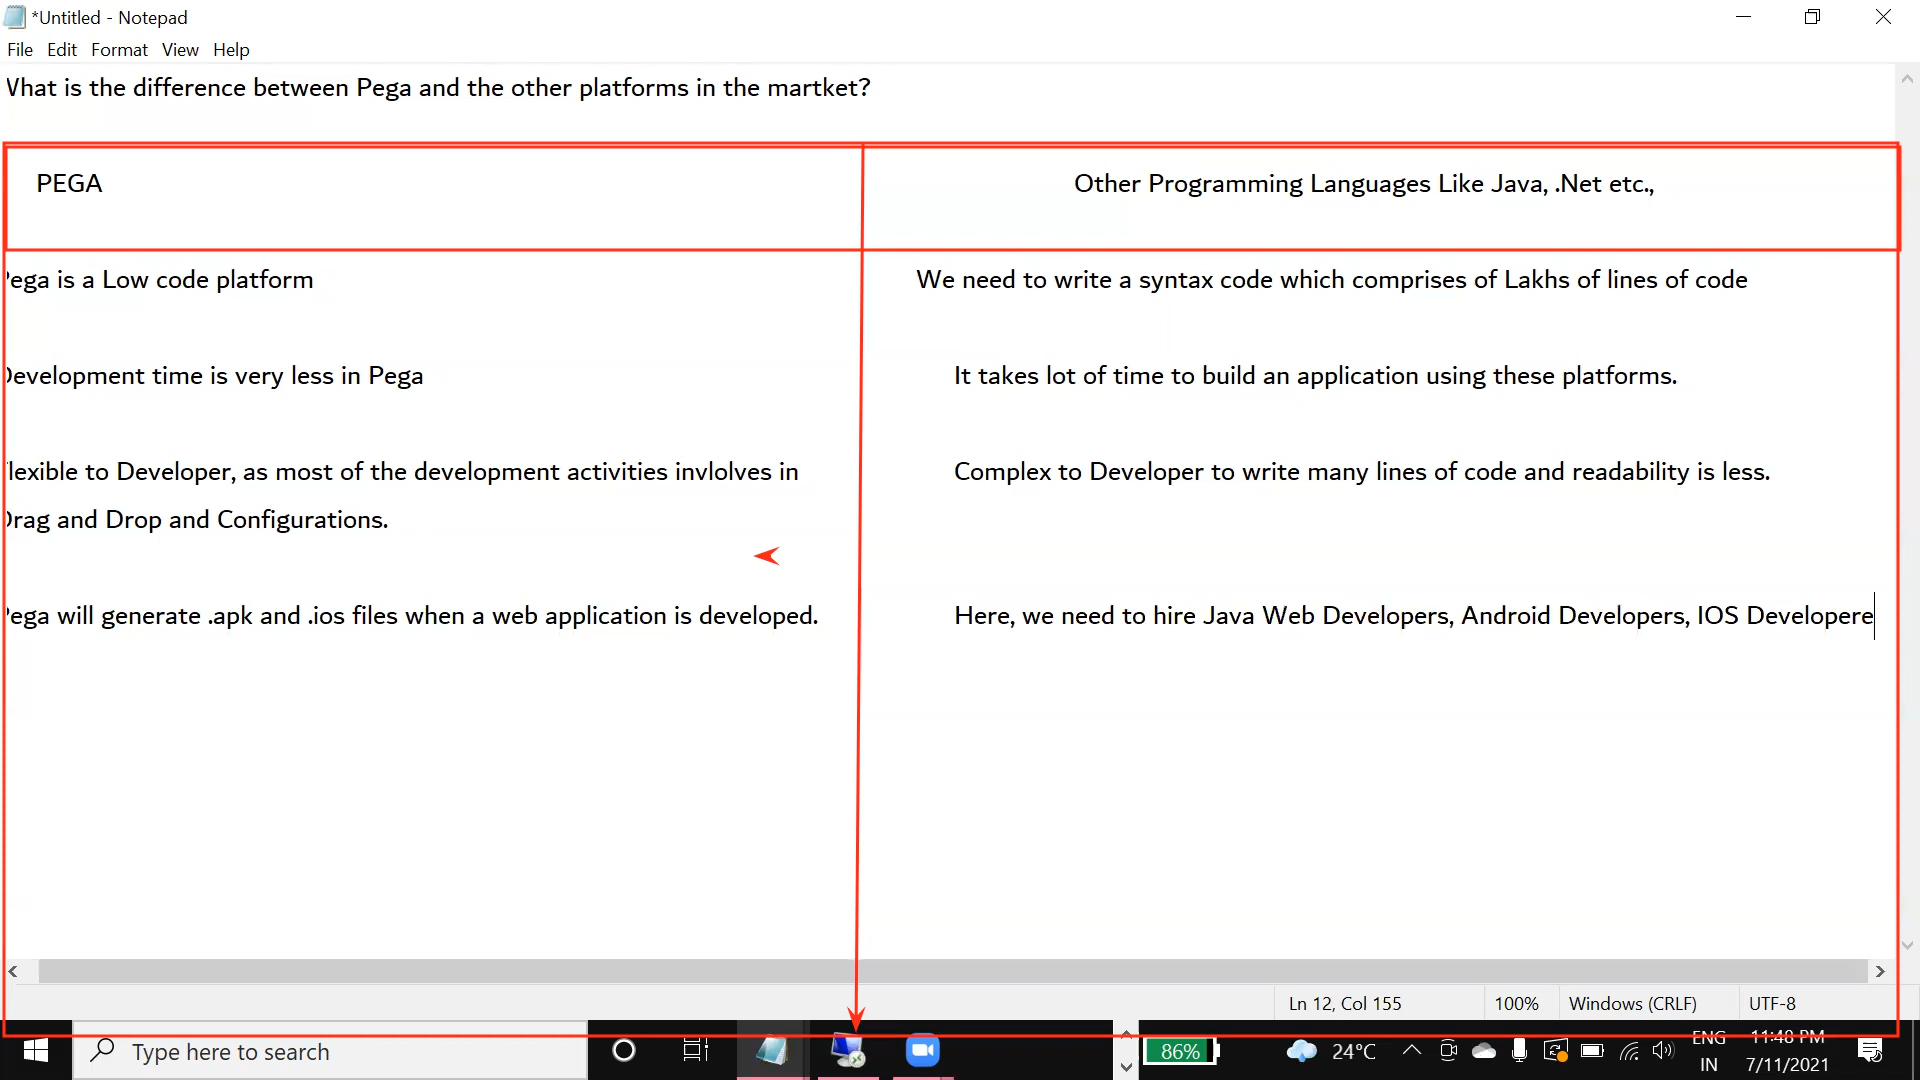 *Untitled - Notepad
File Edit Format View Help
What is the difference between Pega and the other platforms in the martket?
PEGA Other Programming Languages Like Java, .Net etc.,
Pega is a Low code platform We need to write a syntax code which comprises of Lakhs of lines of code
Development time is very less in Pega It takes lot of time to build an application using these platforms.
Flexible to Developer, as most of the development activities invlolves in Complex to Developer to write many lines of code and readability is less.
Drag and Drop and Configurations.
Pega will generate .apk and .ios files when a web application is developed. Here, we need to hire Java Web Developers, Android Developers, IOS Developere
Ln 12, Col 155 100% Windows (CRLF) UTF-8
Type here to search 86% 24°C ENG 11:48 PM
IN 7/11/2021